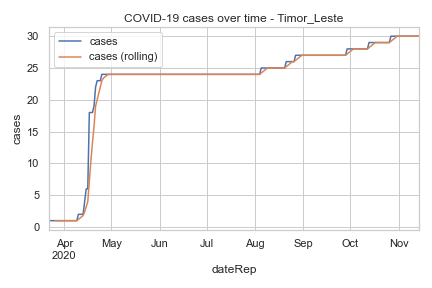 COVID-19 cases over time - Timor_Leste
cases
cases (rolling)
30
25
20
15
10
5
0
cases
Apr
2020
May
Jun
Jul
Aug
Sep
Oct
Nov
dateRep